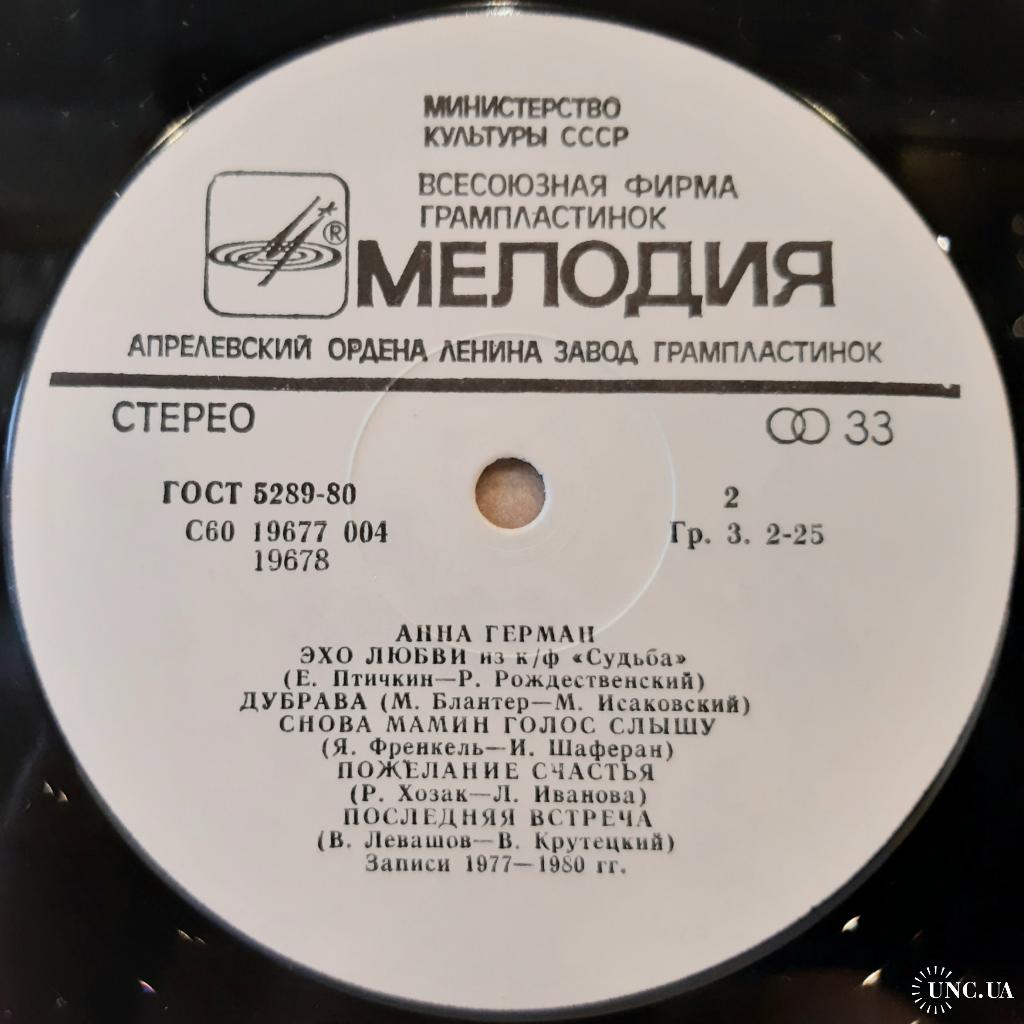 МИНИСТЕРСТВО
КУЛЬТУРЫ СССР
ВСЕСОЮЗНАЯ ФИРМА
ГРАМПЛАСТИНОК
®
МЕЛОДИЯ
АПРЕЛЕВСКИЙ ОРДЕНА ЛЕНИНА ЗАВОД ГРАМПЛАСТИНОК
СТЕРЕО
33
ГОСТ 5289-80
2
С60 19677 004
Гр. 3. 2-25
19678
АННА ГЕРМАН
ЭХО ЛЮБВИ из к/ф «Судьба»
(Е. Птичкин—Р. Рождественский)
ДУБРАВА (М. Блантер—М. Исаковский)
СНОВА МАМИН ГОЛОС СЛЫШУ
(Я. Френкель—И. Шаферан)
ПОЖЕЛАНИЕ СЧАСТЬЯ
(Р. Хозак—Л. Иванова)
ПОСЛЕДНЯЯ ВСТРЕЧА
(В. Левашов—В. Крутецкий)
Записи 1977—1980 гг.
UNC.UA